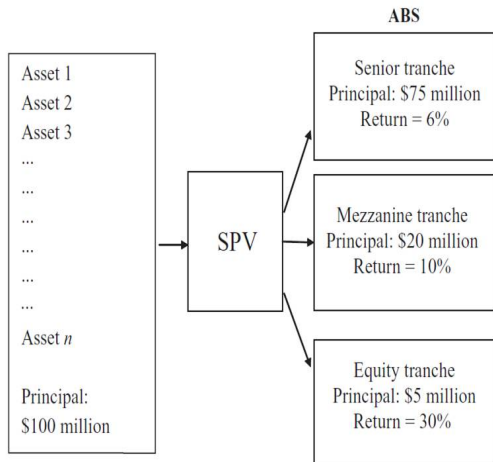 ABS
Asset 1
Asset 2
Asset 3
...
...
...
...
...
...
Asset n
Principal:
$100 million
SPV
Senior tranche
Principal: $75 million
Return = 6%
Mezzanine tranche
Principal: $20 million
Return = 10%
Equity tranche
Principal: $5 million
Return = 30%